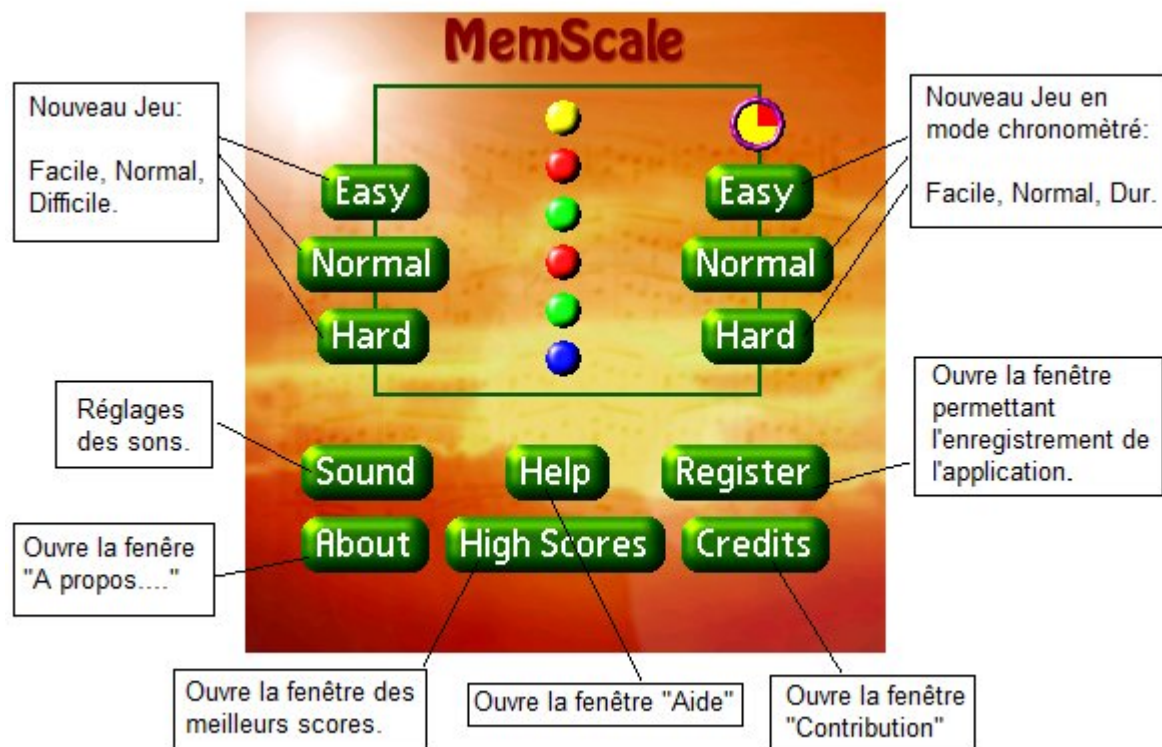 MemScale
Nouveau Jeu:
Facile, Normal,
Difficile.
Easy
Normal
Hard
Easy
Normal
Hard
Nouveau Jeu en
mode chronomètré:
Facile, Normal, Dur.
Réglages
des sons.
Sound
Help
Register
Ouvre la fenêtre
permettant
l'enregistrement de
l'application.
Ouvre la fenêre
"A propos...."
About
High Scores
Credits
Ouvre la fenêtre des
meilleurs scores.
Ouvre la fenêtre "Aide"
Ouvre la fenêtre
"Contribution"